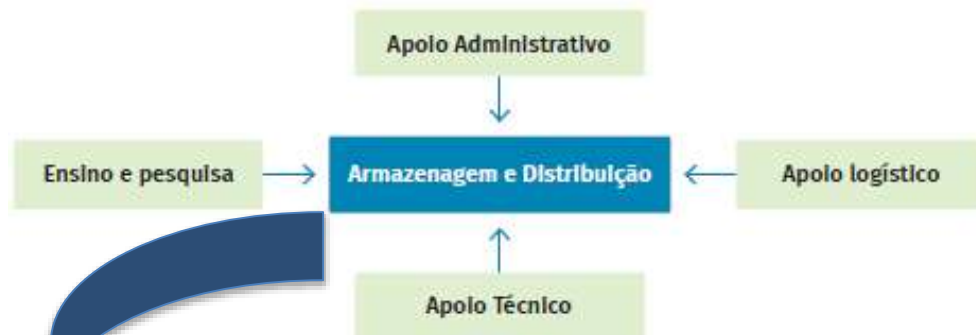 Apoio Administrativo
Ensino e pesquisa
Armazenagem e Distribuição
Apoio logístico
Apoio Técnico